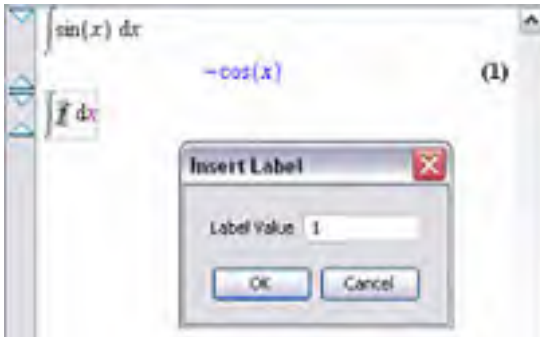 ∫sin(x) dx
−cos(x) (1)
∫f dx
Insert Label
Label Value 1
OK Cancel